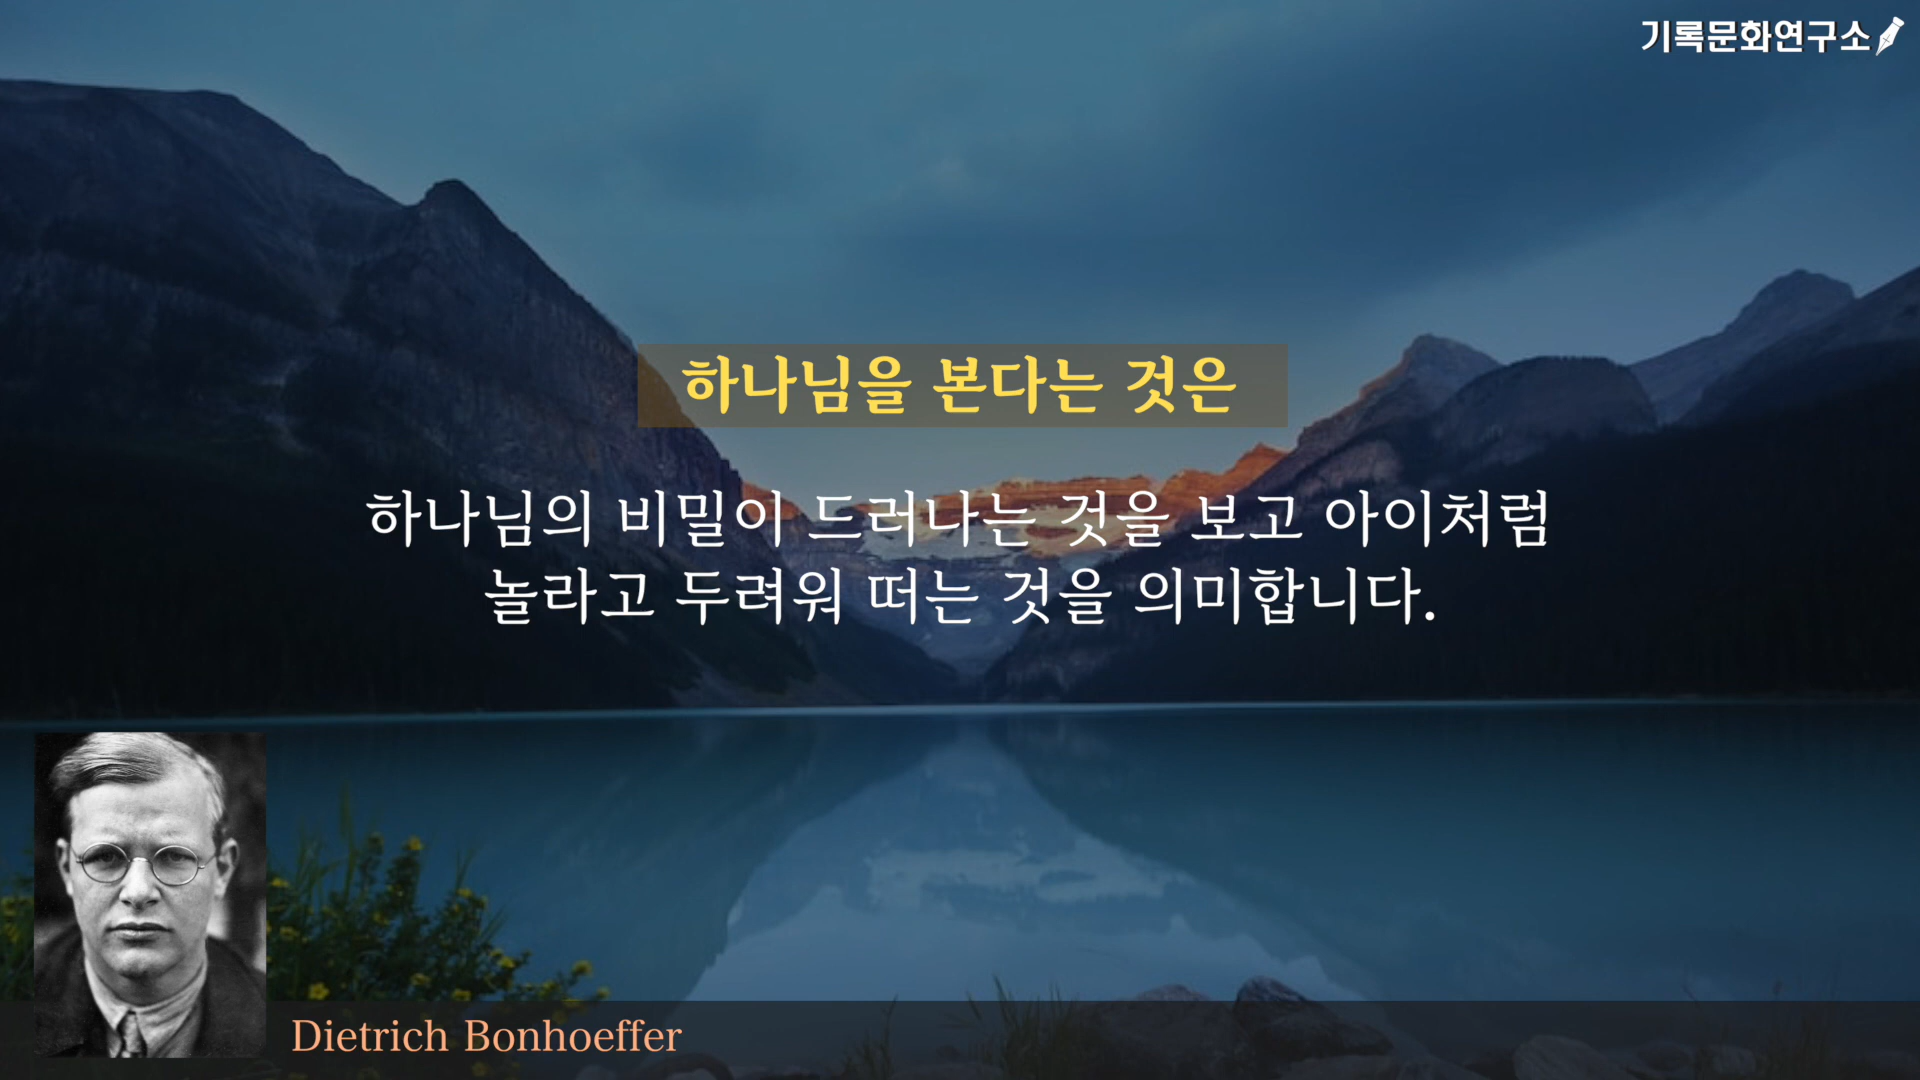 기록문화연구소
하나님을 본다는 것은
하나님의 비밀이 드러나는 것을 보고 아이처럼
놀라고 두려워 떠는 것을 의미합니다.
Dietrich Bonhoeffer